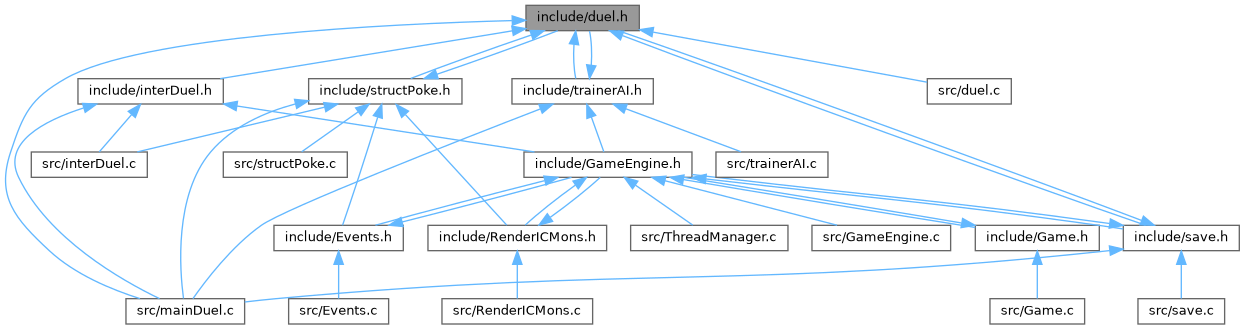 include/duel.h
include/interDuel.h
include/structPoke.h
include/trainerAI.h
src/duel.c
src/interDuel.c
src/structPoke.c
include/GameEngine.h
src/trainerAI.c
include/Events.h
include/RenderICMons.h
src/ThreadManager.c
src/GameEngine.c
include/Game.h
include/save.h
src/mainDuel.c
src/Events.c
src/RenderICMons.c
src/Game.c
src/save.c